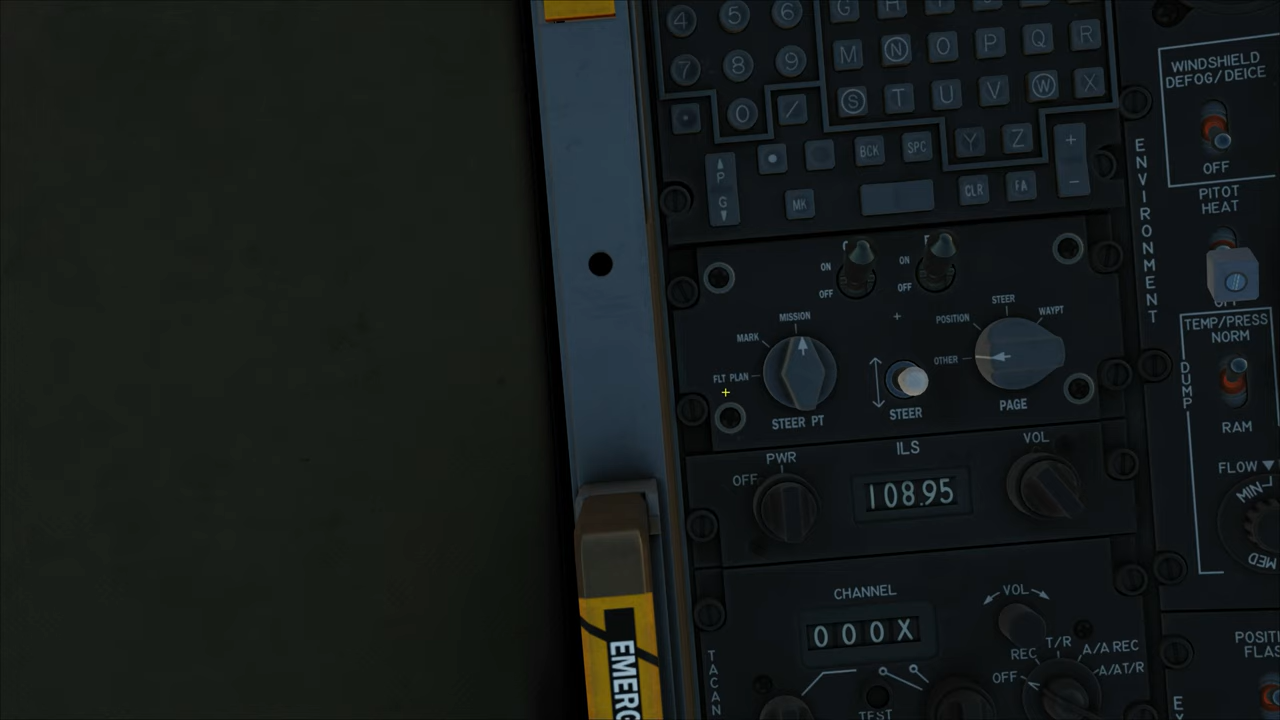 4 5 6 G H
7 8 9 M N O P Q R
0 / S T U V W X
Y Z
P G BCK SPC + -
MK CLR FA
WINDSHIELD
DEFOG/DEICE
OFF
PITOT
HEAT
ENVIRONMENT
ON ON
OFF OFF
MISSION
MARK
FLT PLAN
STEER PT
STEER
STEER
POSITION
WAYPT
OTHER
PAGE
TEMP/PRESS
NORM
DUMP
RAM
FLOW
MIN
MED
ILS
PWR
OFF
108.95
VOL
CHANNEL
000X
VOL
TACAN
TEST
T/R
REC
A/A REC
OFF
A/AT/R
EMERG
POSITI
FLAS